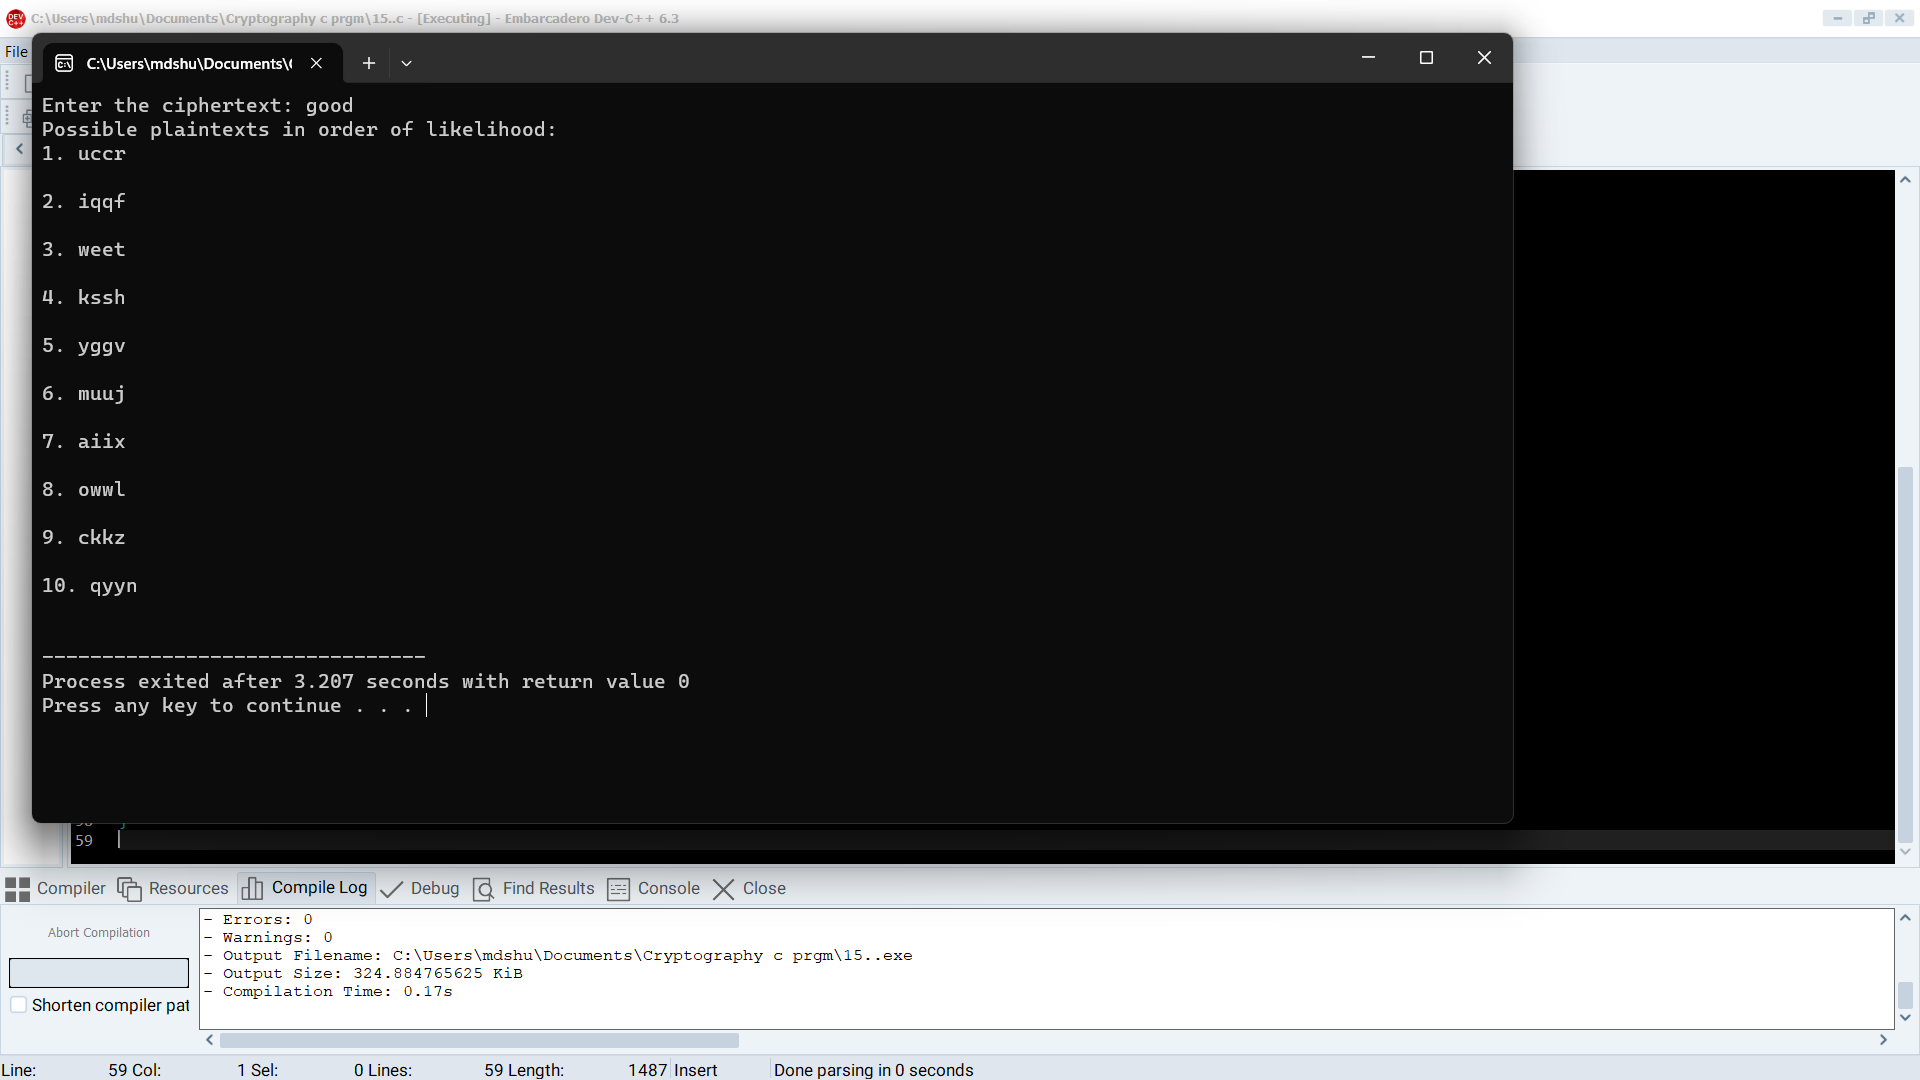 C:\Users\mdshu\Documents\Cryptography c prgm\15..c - [Executing] - Embarcadero Dev-C++ 6.3
File
C:\Users\mdshu\Documents\(
Enter the ciphertext: good
Possible plaintexts in order of likelihood:
1. uccr
2. iqqf
3. weet
4. kssh
5. yggv
6. muuj
7. aiix
8. owwl
9. ckkz
10. qyyn
--------------------------------
Process exited after 3.207 seconds with return value 0
Press any key to continue . . .
59
Compiler Resources Compile Log Debug Find Results Console Close
Abort Compilation
Shorten compiler pat
- Errors: 0
- Warnings: 0
- Output Filename: C:\Users\mdshu\Documents\Cryptography c prgm\15..exe
- Output Size: 324.884765625 KiB
- Compilation Time: 0.17s
Line: 59 Col: 1 Sel: 0 Lines: 59 Length: 1487 Insert Done parsing in 0 seconds